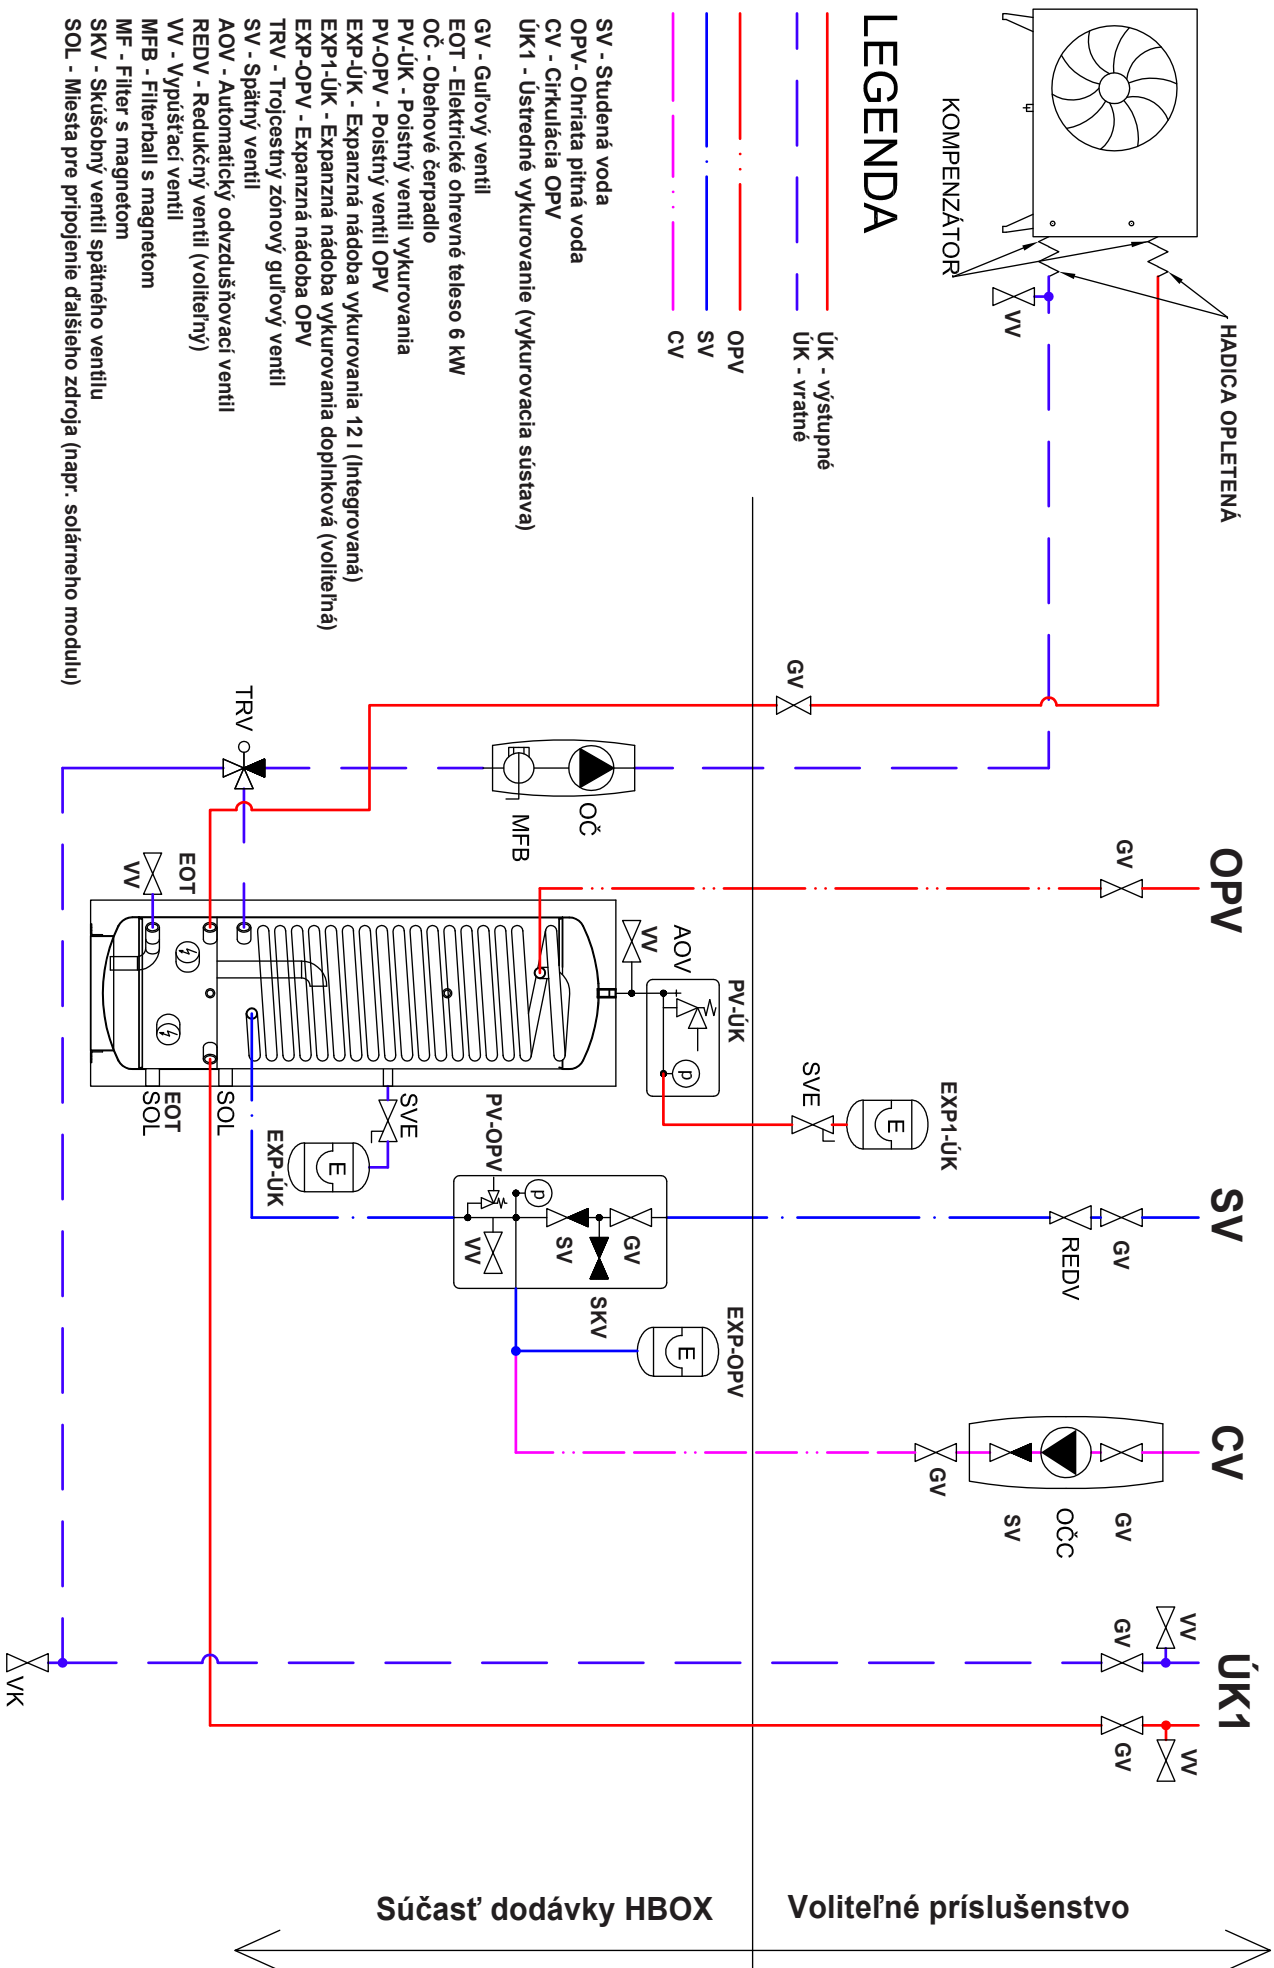 OPV
SV
CV
ÚK1
HADICA OPLETENÁ
KOMPENZÁTOR
VV
GV
GV
GV
REDV
GV
OČC
SV
GV
VV
GV
GV
VV
LEGENDA
ÚK - výstupné
ÚK - vratné
OPV
SV
CV
SV - Studená voda
OPV- Ohriata pitná voda
CV - Cirkulácia OPV
ÚK1 - Ústredné vykurovanie (vykurovacia sústava)
GV - Guľový ventil
EOT - Elektrické ohrevné teleso 6 kW
OČ - Obehové čerpadlo
PV-ÚK - Poistný ventil vykurovania
PV-OPV - Poistný ventil OPV
EXP-ÚK - Expanzná nádoba vykurovania 12 l (Integrovaná)
EXP1-ÚK - Expanzná nádoba vykurovania doplnková (voliteľná)
EXP-OPV - Expanzná nádoba OPV
TRV - Trojcestný zónový guľový ventil
SV - Spätný ventil
AOV - Automatický odvzdušňovací ventil
REDV - Redukčný ventil (voliteľný)
VV - Vypúšťací ventil
MFB - Filterball s magnetom
MF - Filter s magnetom
SKV - Skúšobný ventil spätného ventilu
SOL - Miesta pre pripojenie ďalšieho zdroja (napr. solárneho modulu)
EXP1-ÚK
E
SVE
PV-ÚK
p
AOV
VV
EXP-OPV
E
OČ
MFB
GV
SKV
SV
p
VV
PV-OPV
SVE
E
EXP-ÚK
TRV
EOT
VV
SOL
EOT
SOL
VK
Súčasť dodávky HBOX
Voliteľné príslušenstvo